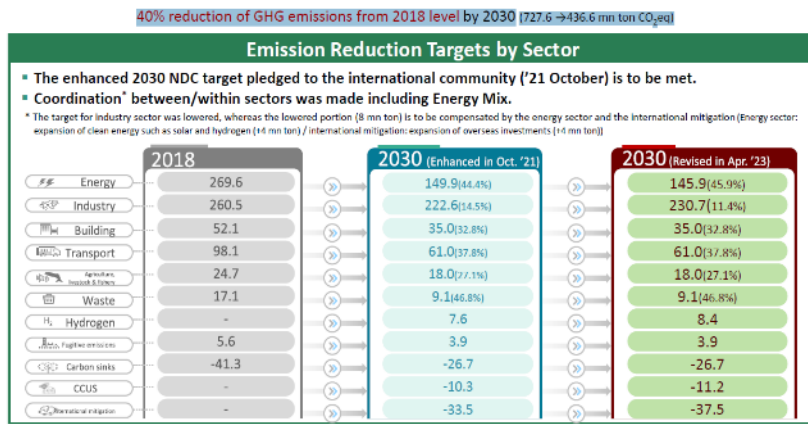 40% reduction of GHG emissions from 2018 level by 2030 (727.6 →436.6 mn ton CO₂eq)
Emission Reduction Targets by Sector
▪ The enhanced 2030 NDC target pledged to the international community ('21 October) is to be met.
▪ Coordination* between/within sectors was made including Energy Mix.
* The target for industry sector was lowered, whereas the lowered portion (8 mn ton) is to be compensated by the energy sector and the international mitigation (Energy sector:
expansion of clean energy such as solar and hydrogen (+4 mn ton) / international mitigation: expansion of overseas investments (+4 mn ton))
2018 2030 (Enhanced in Oct. '21) 2030 (Revised in Apr. '23)
Energy 269.6 149.9(44.4%) 145.9(45.9%)
Industry 260.5 222.6(14.5%) 230.7(11.4%)
Building 52.1 35.0(32.8%) 35.0(32.8%)
Transport 98.1 61.0(37.8%) 61.0(37.8%)
Agriculture, livestock & fishery 24.7 18.0(27.1%) 18.0(27.1%)
Waste 17.1 9.1(46.8%) 9.1(46.8%)
H₂ Hydrogen - 7.6 8.4
Fugitive emissions 5.6 3.9 3.9
Carbon sinks -41.3 -26.7 -26.7
CCUS - -10.3 -11.2
International mitigation - -33.5 -37.5